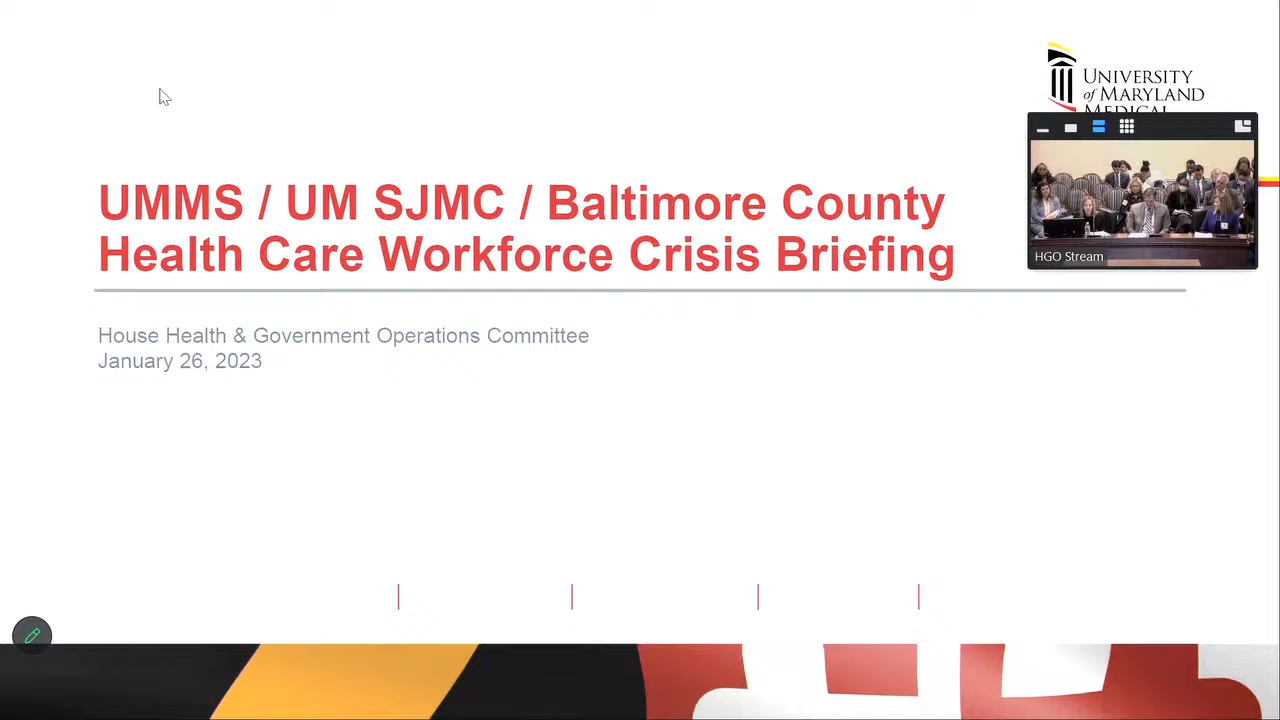 UNIVERSITY
of MARYLAND
MEDICAL
UMMS / UM SJMC / Baltimore County
Health Care Workforce Crisis Briefing
HGO Stream
House Health & Government Operations Committee
January 26, 2023